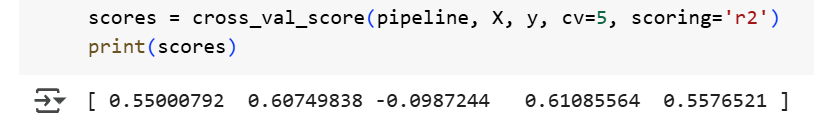 scores = cross_val_score(pipeline, X, y, cv=5, scoring='r2')
print(scores)
[ 0.55000792  0.60749838 -0.0987244   0.61085564  0.5576521 ]